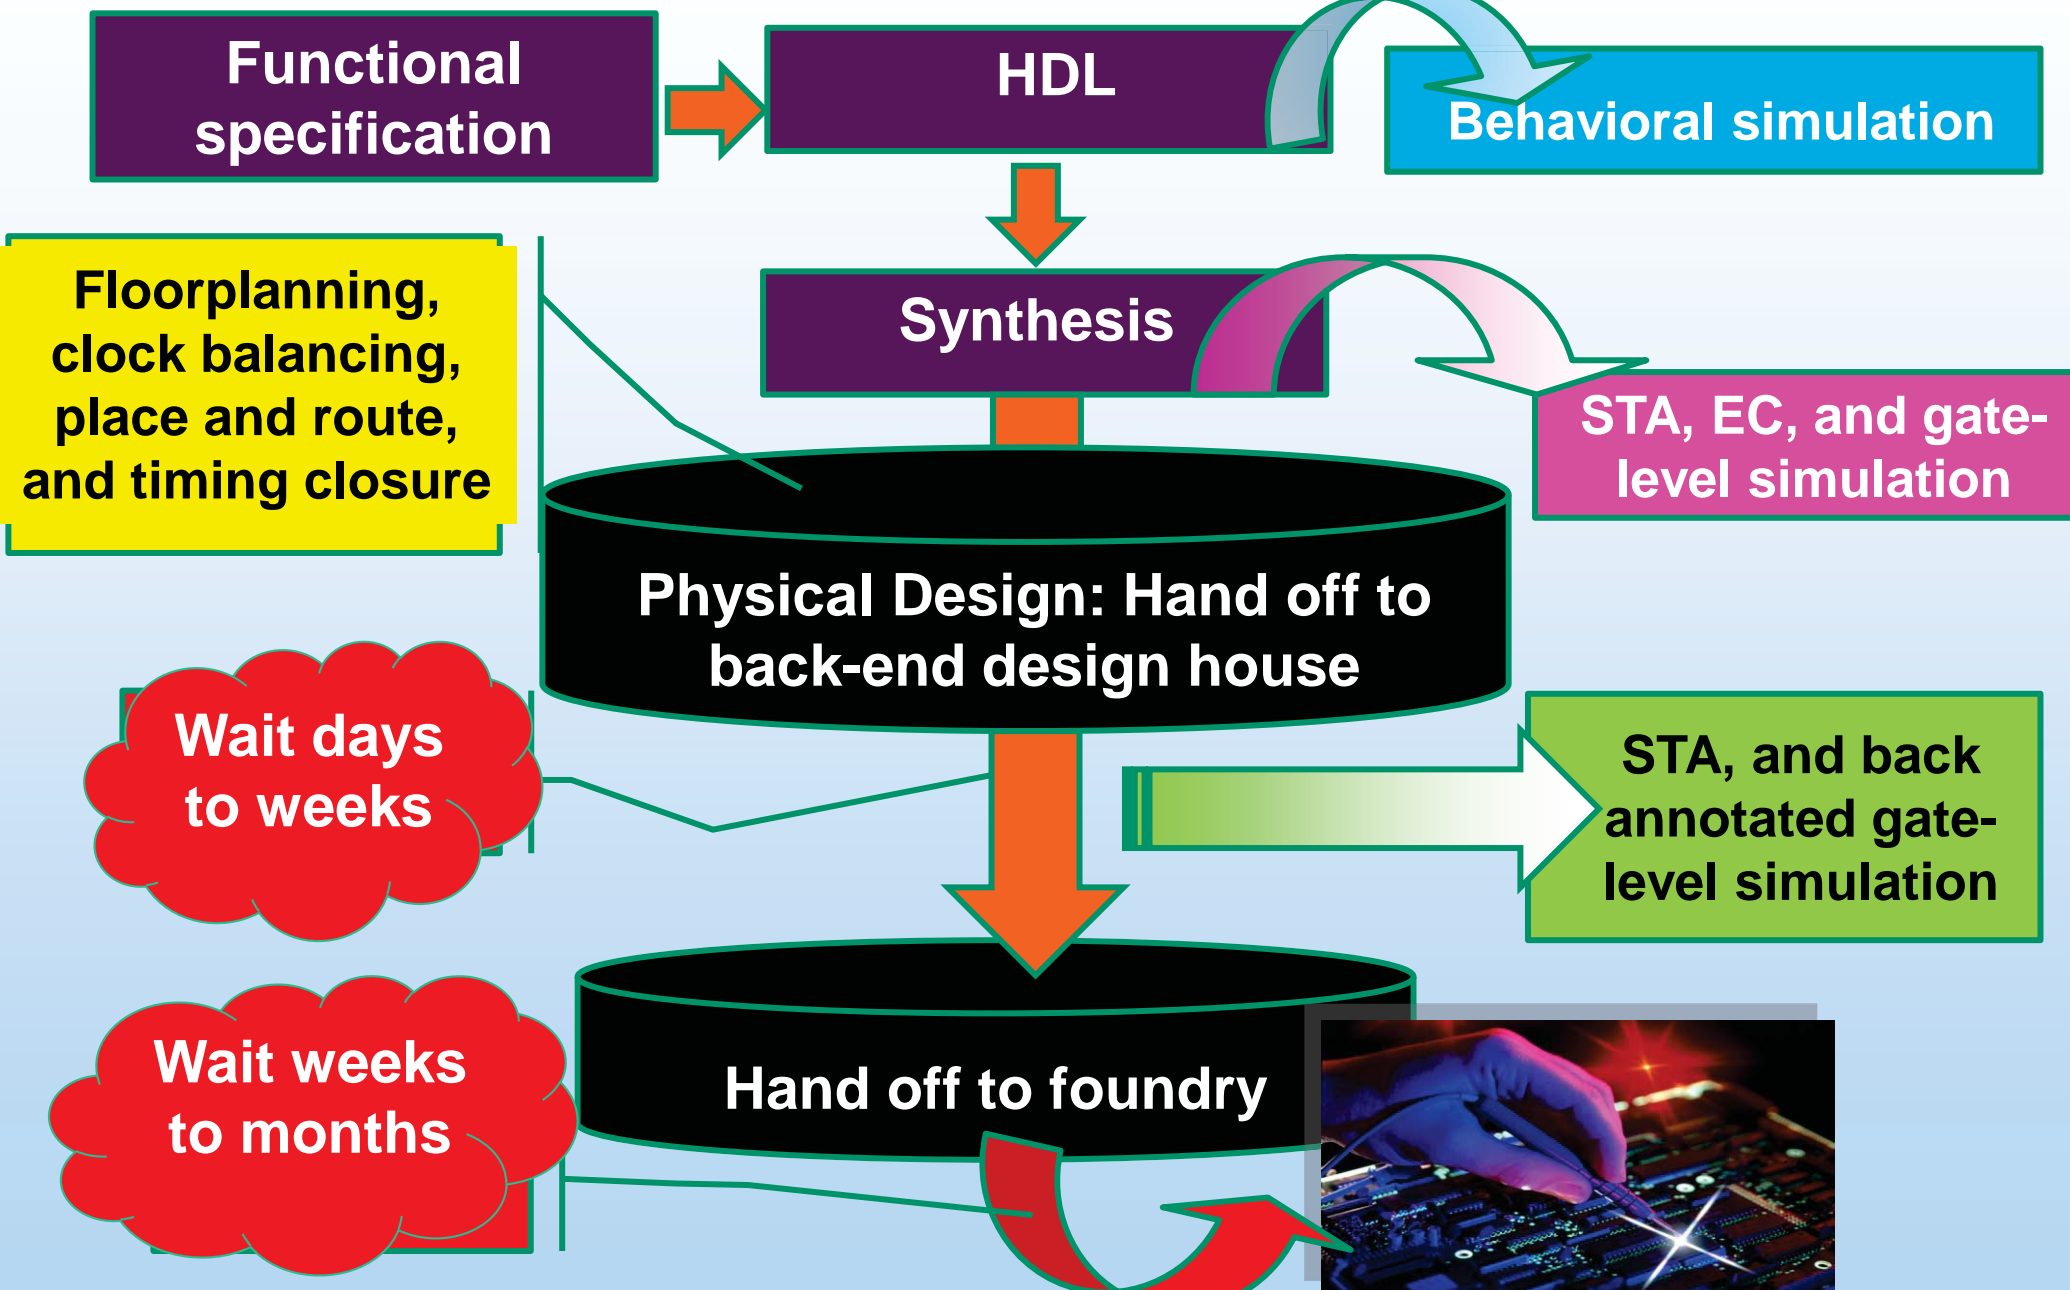 Functional
specification
HDL
Behavioral simulation
Floorplanning,
clock balancing,
place and route,
and timing closure
Synthesis
STA, EC, and gate-
level simulation
Physical Design: Hand off to
back-end design house
Wait days
to weeks
STA, and back
annotated gate-
level simulation
Wait weeks
to months
Hand off to foundry